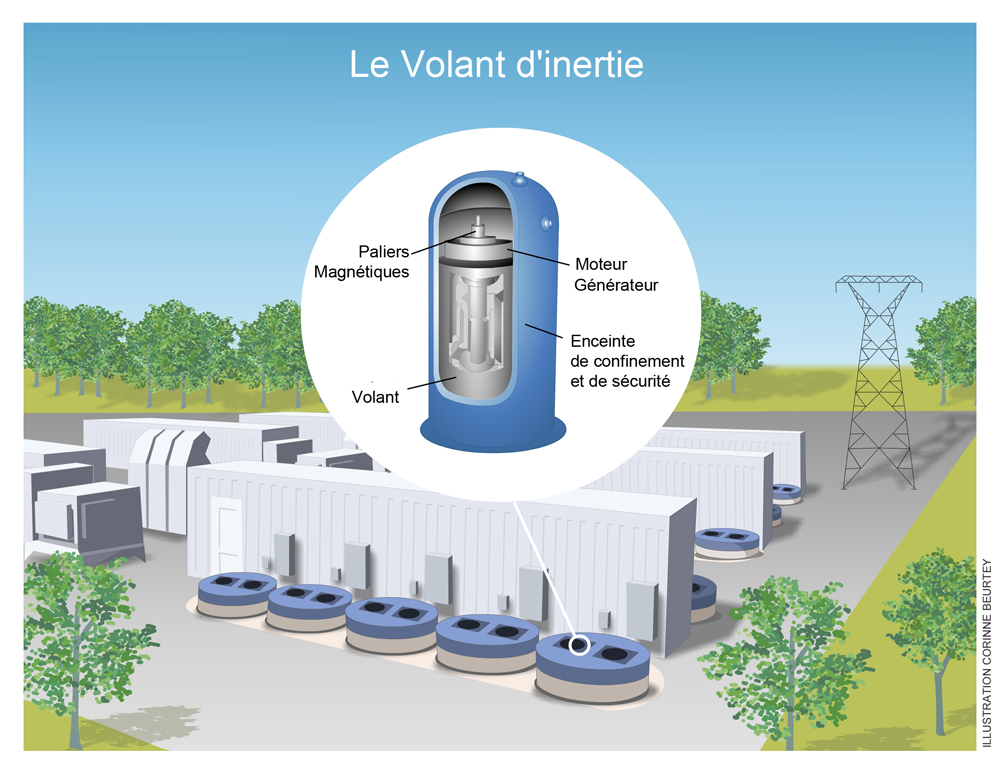 Le Volant d'inertie
Paliers
Magnétiques
Moteur
Générateur
Enceinte
de confinement
et de sécurité
Volant
ILLUSTRATION CORINNE BEURTEY